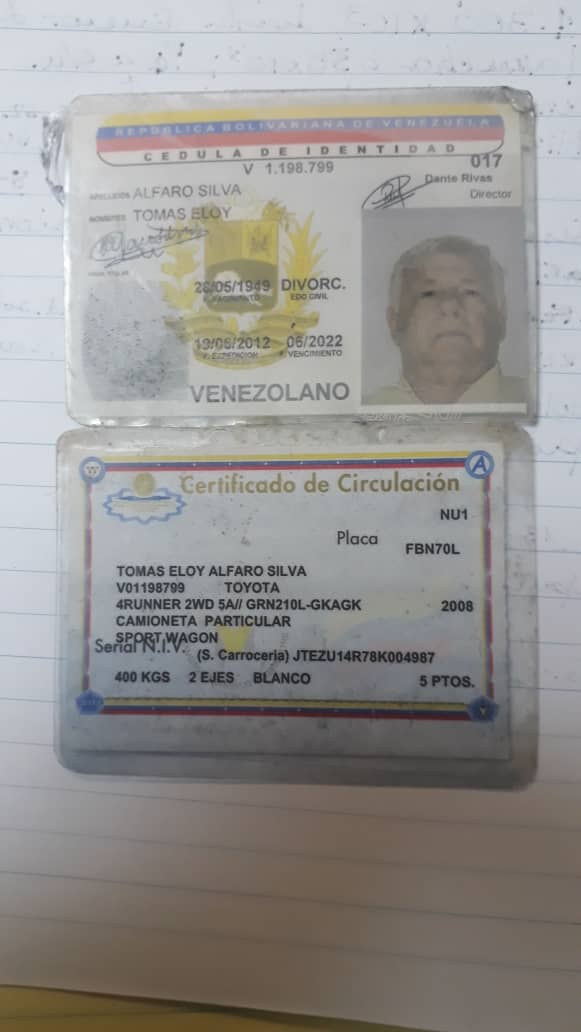 REPÚBLICA BOLIVARIANA DE VENEZUELA
CEDULA DE IDENTIDAD
V 1.198.799
017
Dante Rivas
Director
APELLIDOS ALFARO SILVA
NOMBRES TOMAS ELOY
FIRMA TITULAR
26/05/1949 DIVORC.
F. NACIMIENTO EDO CIVIL
19/06/2012 06/2022
F. EXPEDICION F. VENCIMIENTO
VENEZOLANO
A
Certificado de Circulación
NU1
Placa FBN70L
TOMAS ELOY ALFARO SILVA
V01198799 TOYOTA
4RUNNER 2WD 5A// GRN210L-GKAGK 2008
CAMIONETA PARTICULAR
SPORT WAGON
Serial N.I.V. (S. Carroceria) JTEZU14R78K004987
400 KGS 2 EJES BLANCO 5 PTOS.